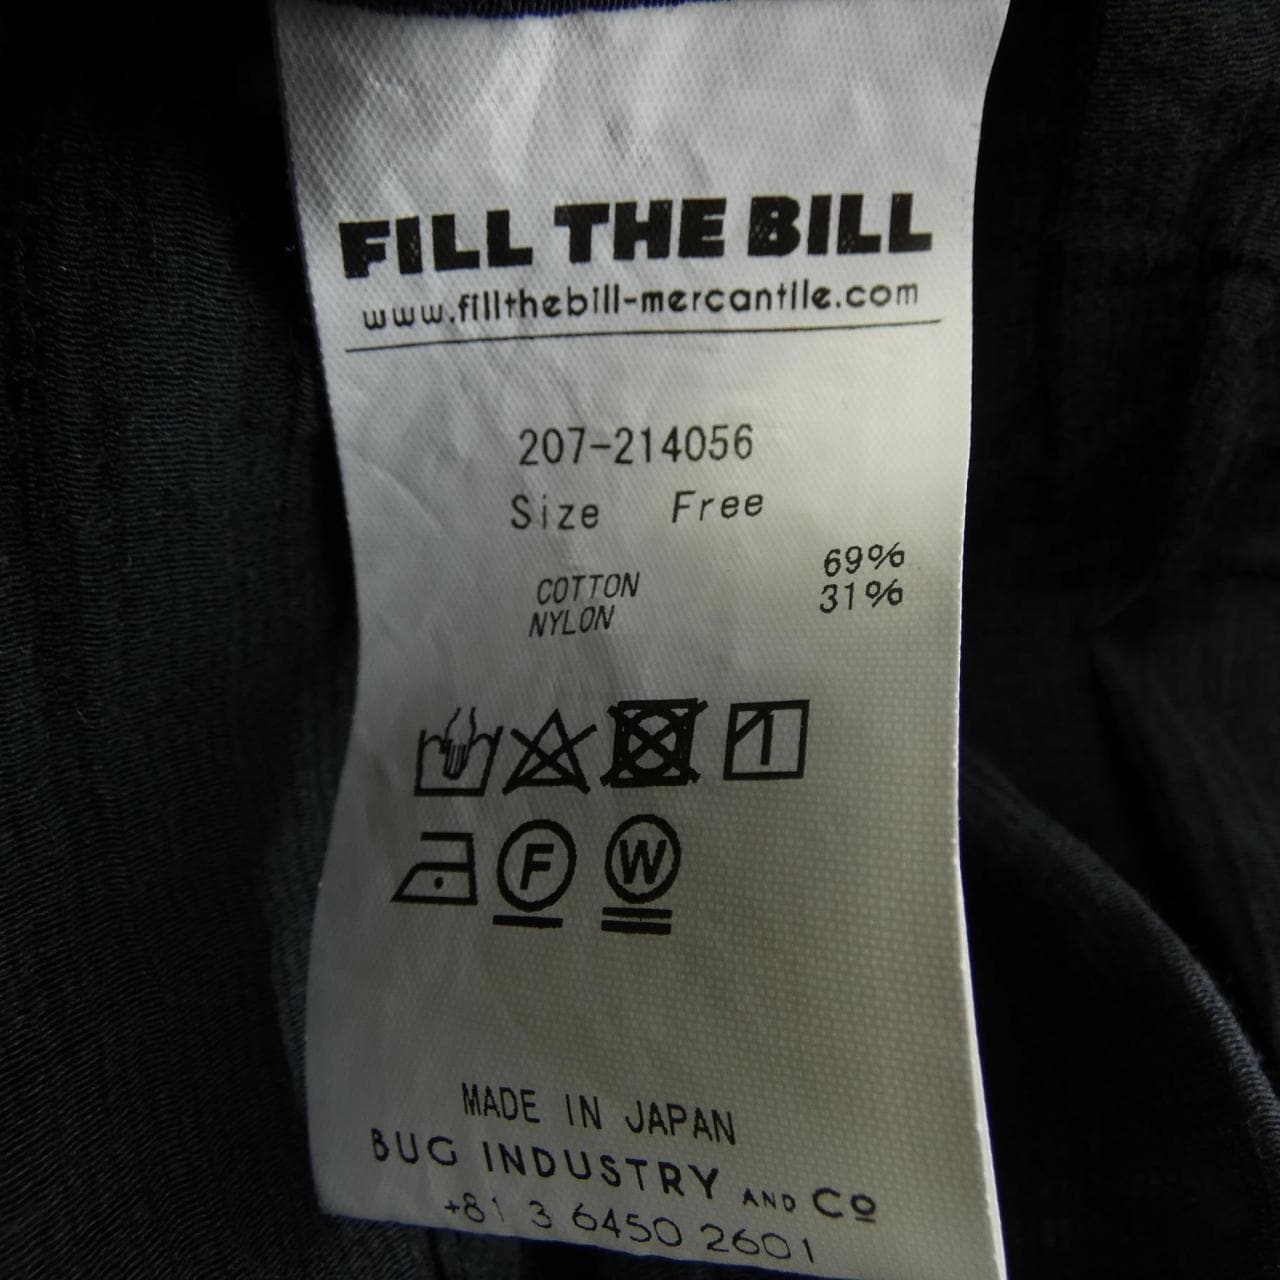 FILL THE BILL
www.fillthebill-mercantile.com
207-214056
Size Free
COTTON 69%
NYLON 31%
F W
MADE IN JAPAN
BUG INDUSTRY AND Co
+81 3 6450 2601